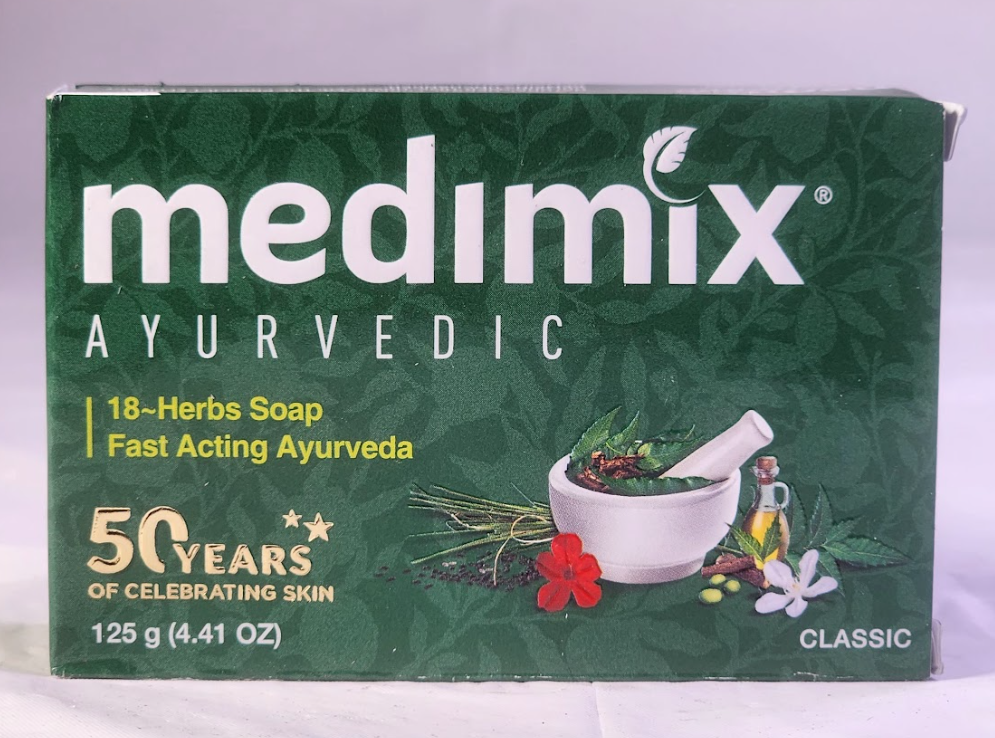 medimix®
AYURVEDIC
18~Herbs Soap
Fast Acting Ayurveda
50 YEARS
OF CELEBRATING SKIN
125 g (4.41 OZ)
CLASSIC